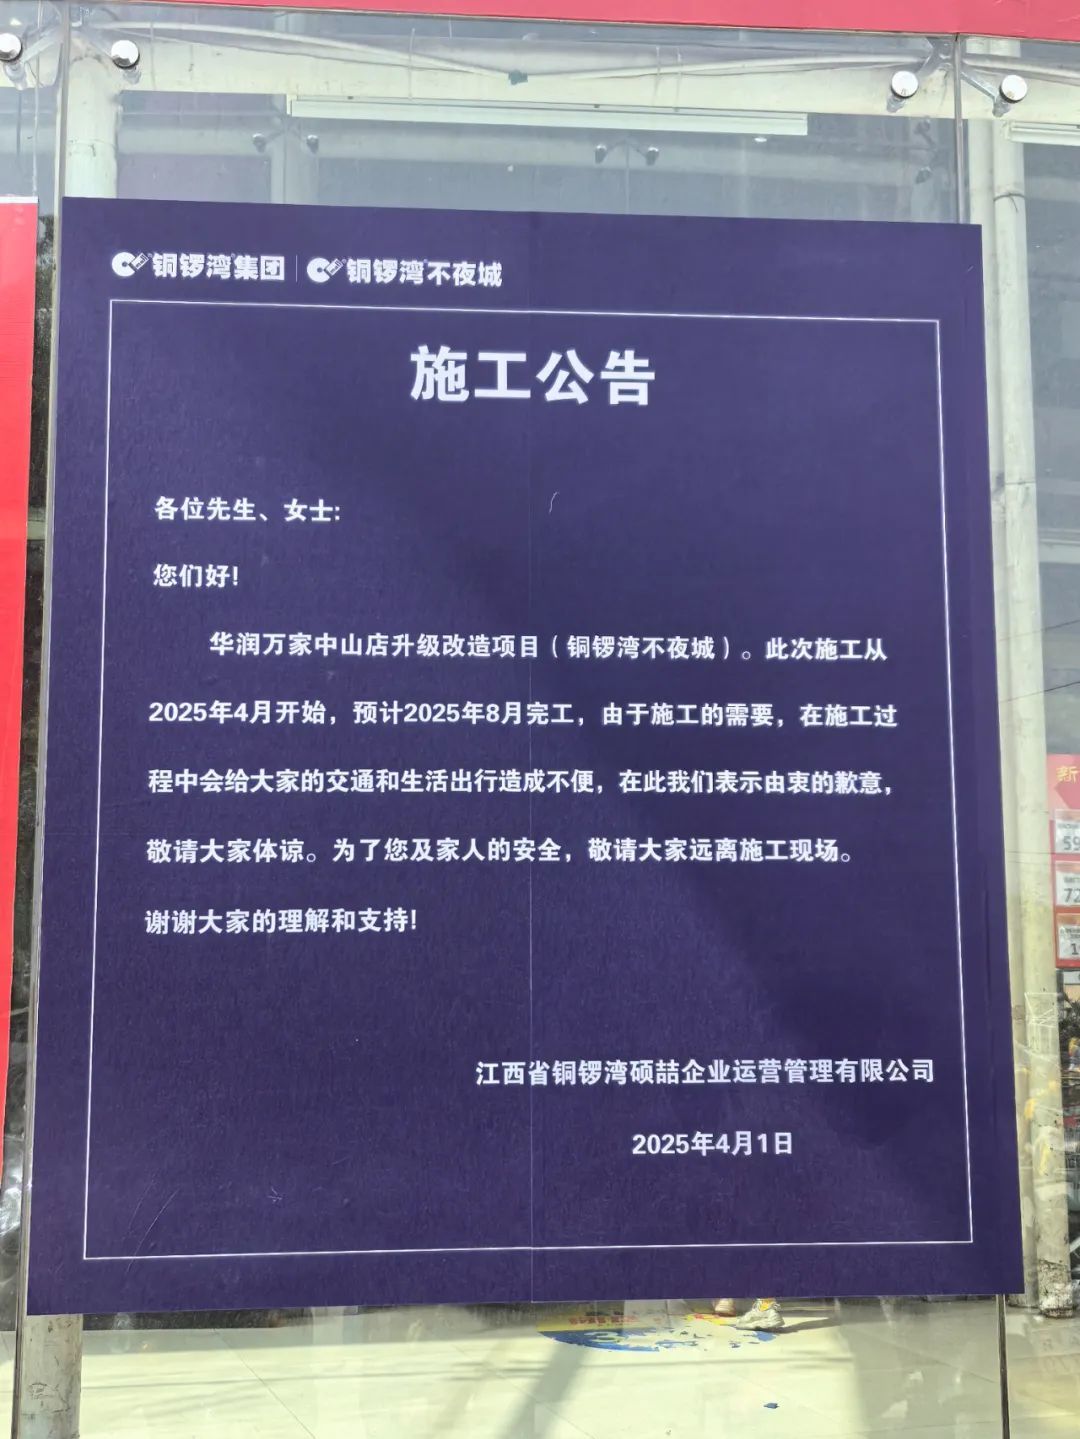 铜锣湾集团 | 铜锣湾不夜城
施工公告
各位先生、女士:
您们好!
华润万家中山店升级改造项目（铜锣湾不夜城）。此次施工从
2025年4月开始，预计2025年8月完工，由于施工的需要，在施工过
程中会给大家的交通和生活出行造成不便，在此我们表示由衷的歉意，
敬请大家体谅。为了您及家人的安全，敬请大家远离施工现场。
谢谢大家的理解和支持!
江西省铜锣湾硕喆企业运营管理有限公司
2025年4月1日
新
59
72
1